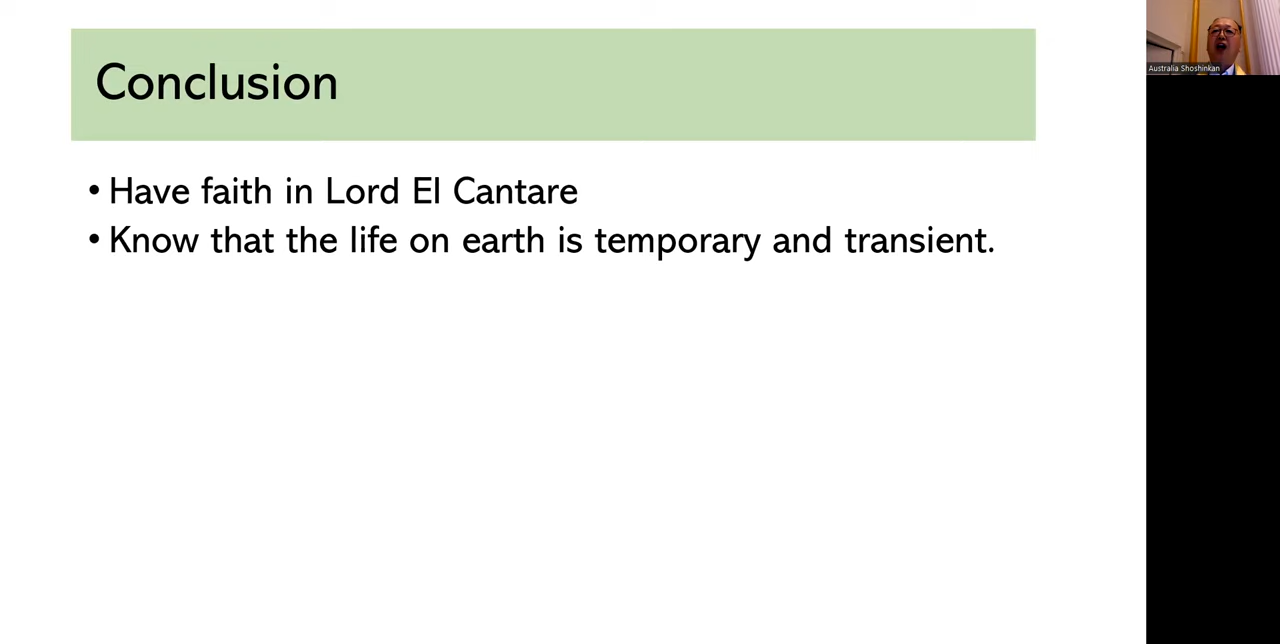 Conclusion
• Have faith in Lord El Cantare
• Know that the life on earth is temporary and transient.
Australia Shoshinkan